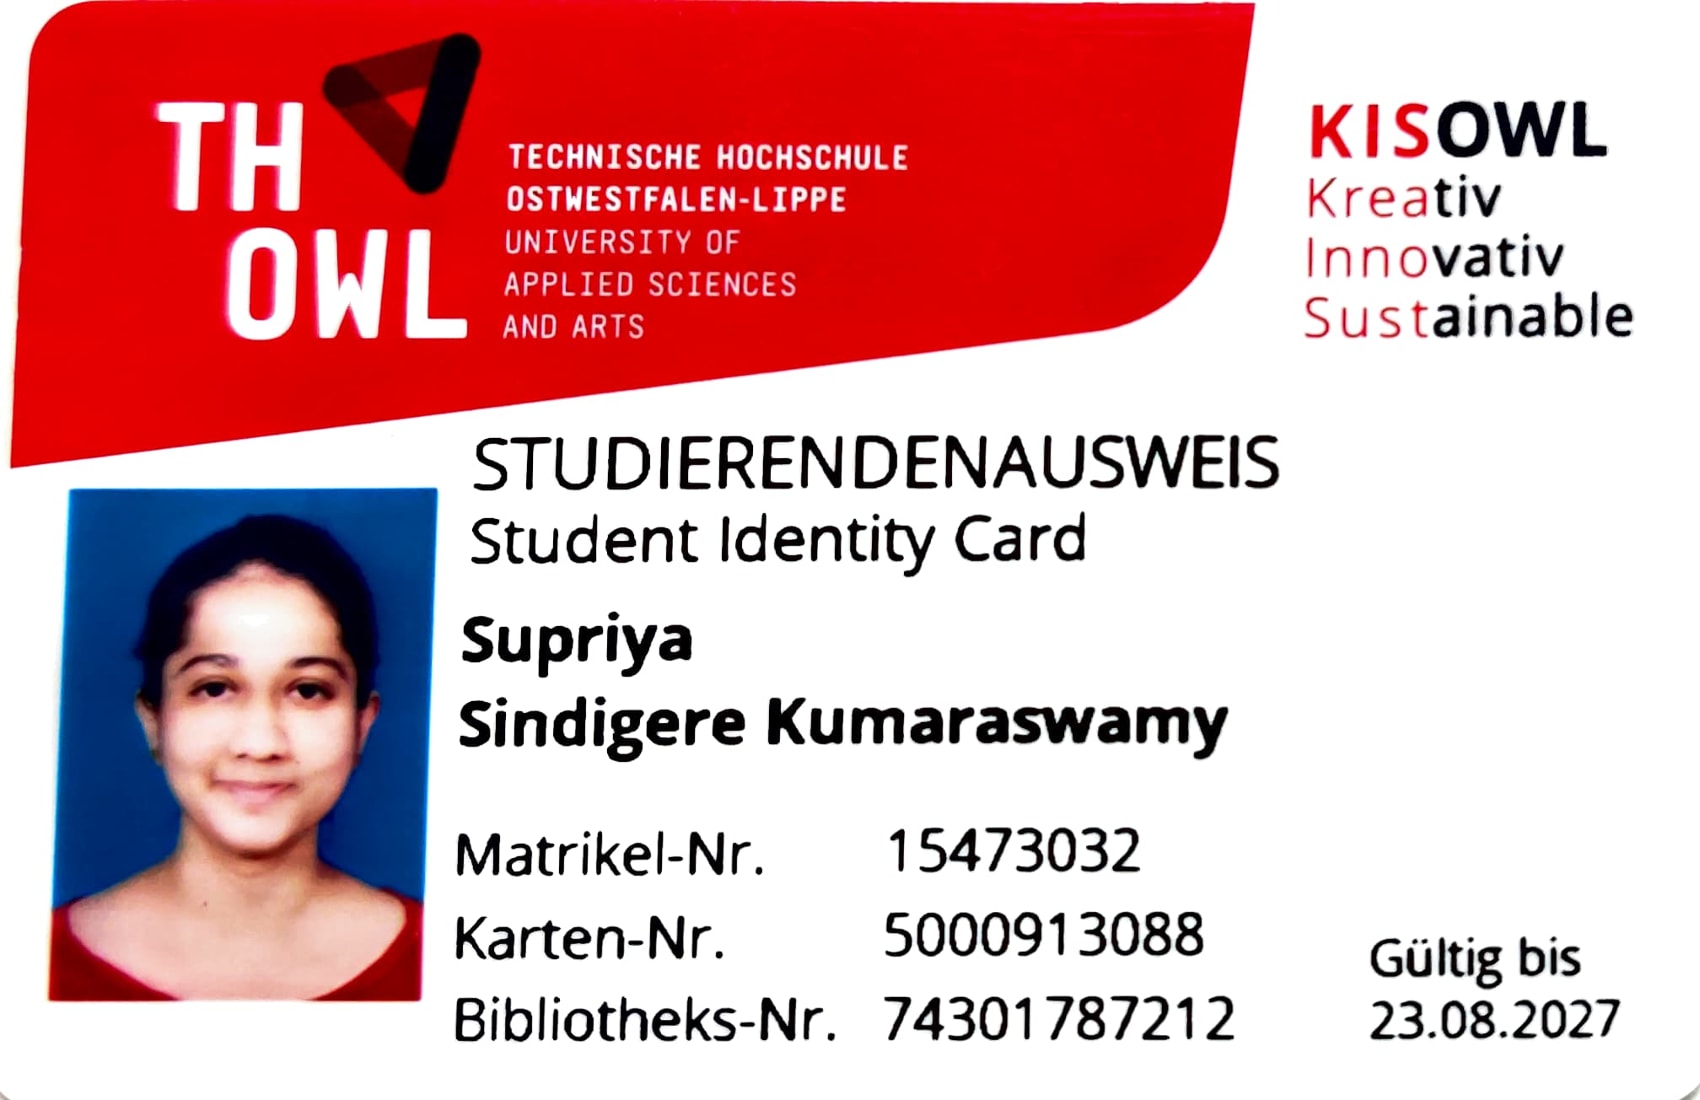 TH
OWL
TECHNISCHE HOCHSCHULE
OSTWESTFALEN-LIPPE
UNIVERSITY OF
APPLIED SCIENCES
AND ARTS
KISOWL
Kreativ
Innovativ
Sustainable
STUDIERENDENAUSWEIS
Student Identity Card
Supriya
Sindigere Kumaraswamy
Matrikel-Nr. 15473032
Karten-Nr. 5000913088
Bibliotheks-Nr. 74301787212
Gültig bis
23.08.2027